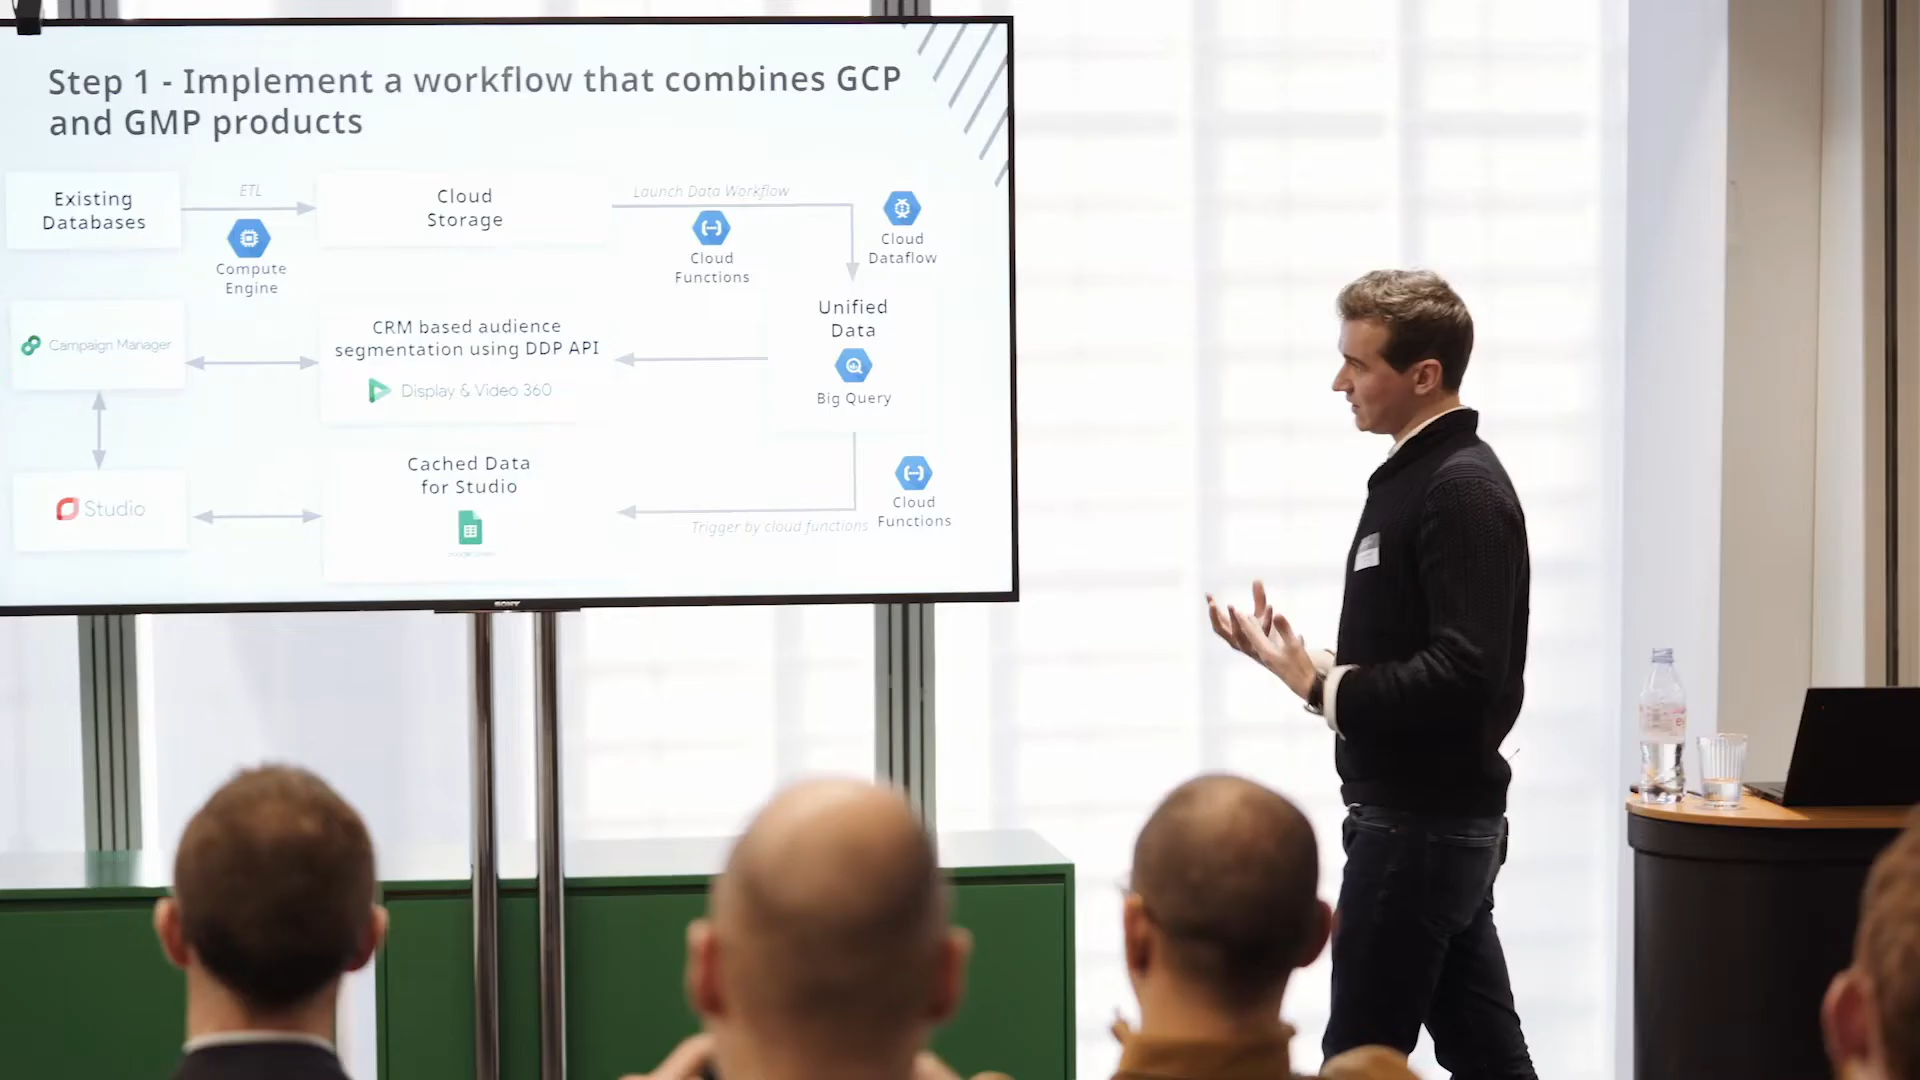 Step 1 - Implement a workflow that combines GCP
and GMP products
Existing
Databases
ETL
Compute
Engine
Cloud
Storage
Launch Data Workflow
Cloud
Functions
Cloud
Dataflow
Unified
Data
Big Query
Campaign Manager
CRM based audience
segmentation using DDP API
Display & Video 360
Studio
Cached Data
for Studio
Trigger by cloud functions
Cloud
Functions
SONY